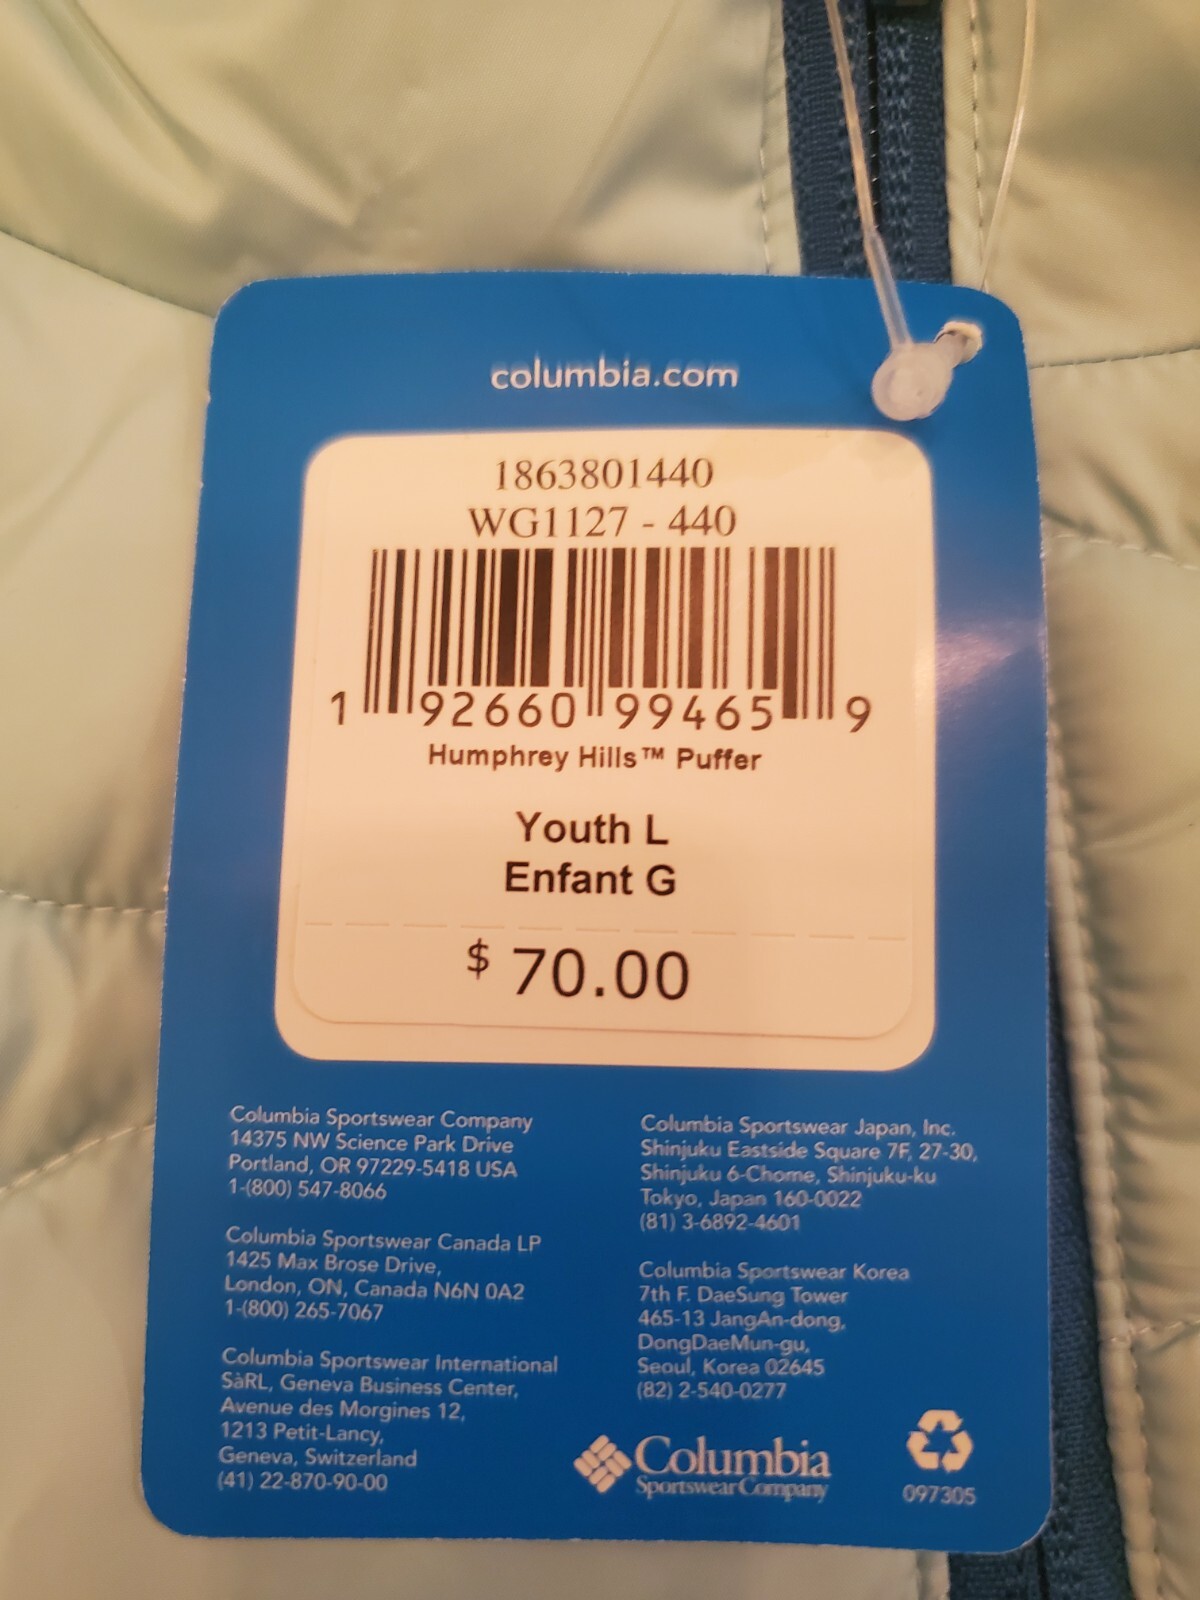 columbia.com
1863801440
WG1127 - 440
1 92660 99465 9
Humphrey Hills™ Puffer
Youth L
Enfant G
$ 70.00
Columbia Sportswear Company
14375 NW Science Park Drive
Portland, OR 97229-5418 USA
1-(800) 547-8066
Columbia Sportswear Canada LP
1425 Max Brose Drive,
London, ON, Canada N6N 0A2
1-(800) 265-7067
Columbia Sportswear International
SàRL, Geneva Business Center,
Avenue des Morgines 12,
1213 Petit-Lancy,
Geneva, Switzerland
(41) 22-870-90-00
Columbia Sportswear Japan, Inc.
Shinjuku Eastside Square 7F, 27-30,
Shinjuku 6-Chome, Shinjuku-ku
Tokyo, Japan 160-0022
(81) 3-6892-4601
Columbia Sportswear Korea
7th F. DaeSung Tower
465-13 JangAn-dong,
DongDaeMun-gu,
Seoul, Korea 02645
(82) 2-540-0277
Columbia
Sportswear Company
097305